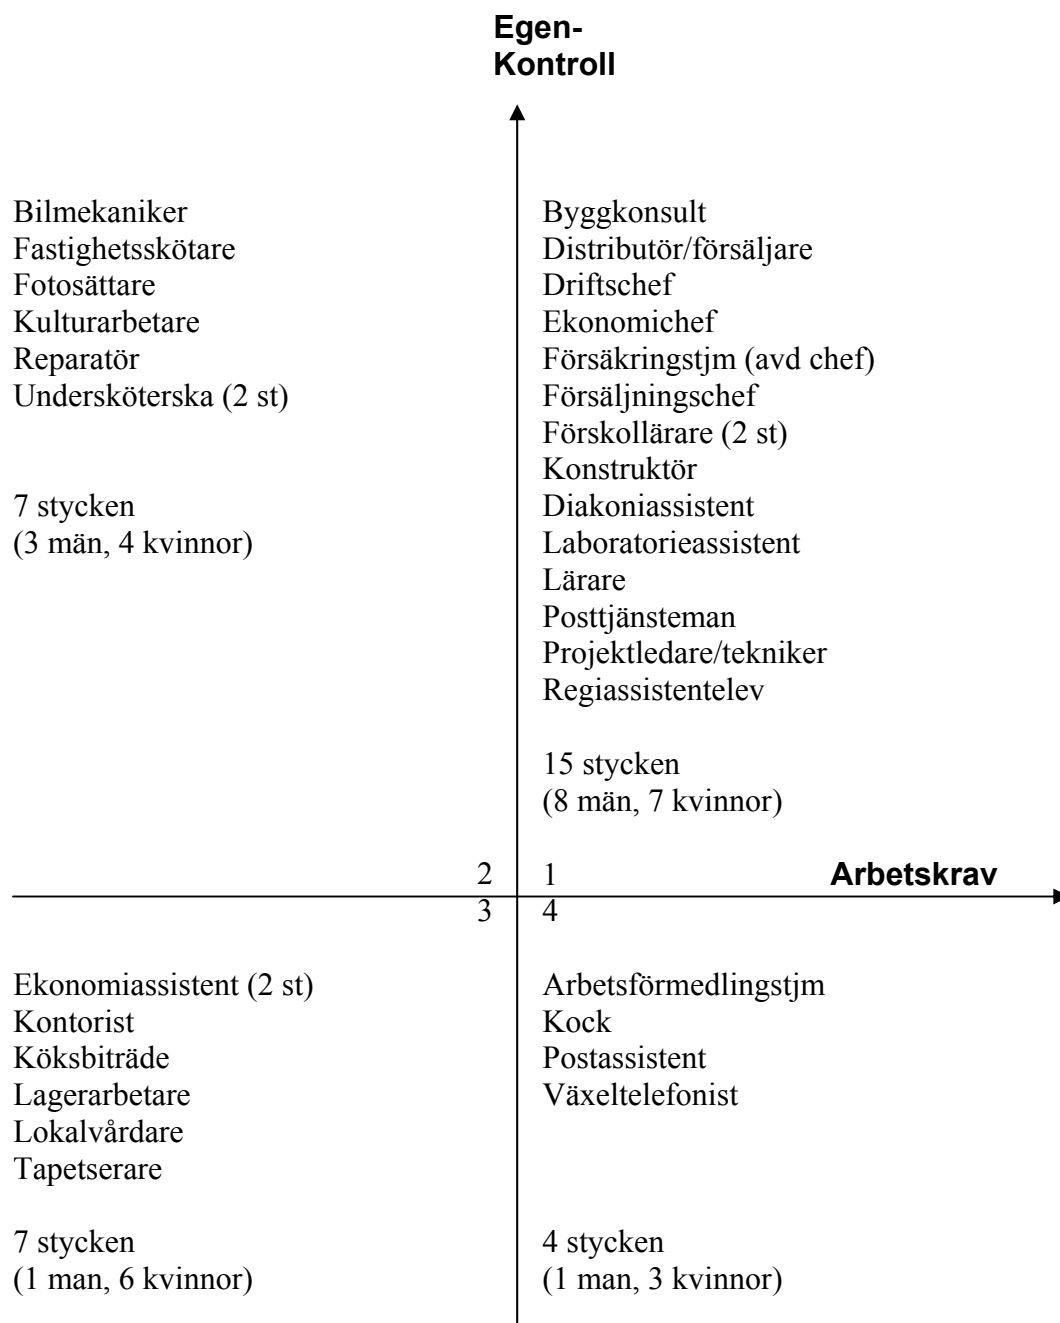 Egen-
Kontroll
Bilmekaniker
Fastighetsskötare
Fotosättare
Kulturarbetare
Reparatör
Undersköterska (2 st)
7 stycken
(3 män, 4 kvinnor)
Byggkonsult
Distributör/försäljare
Driftschef
Ekonomichef
Försäkringstjm (avd chef)
Försäljningschef
Förskollärare (2 st)
Konstruktör
Diakoniassistent
Laboratorieassistent
Lärare
Posttjänsteman
Projektledare/tekniker
Regiassistentelev
15 stycken
(8 män, 7 kvinnor)
2 1 Arbetskrav
3 4
Ekonomiassistent (2 st)
Kontorist
Köksbiträde
Lagerarbetare
Lokalvårdare
Tapetserare
7 stycken
(1 man, 6 kvinnor)
Arbetsförmedlingstjm
Kock
Postassistent
Växeltelefonist
4 stycken
(1 man, 3 kvinnor)